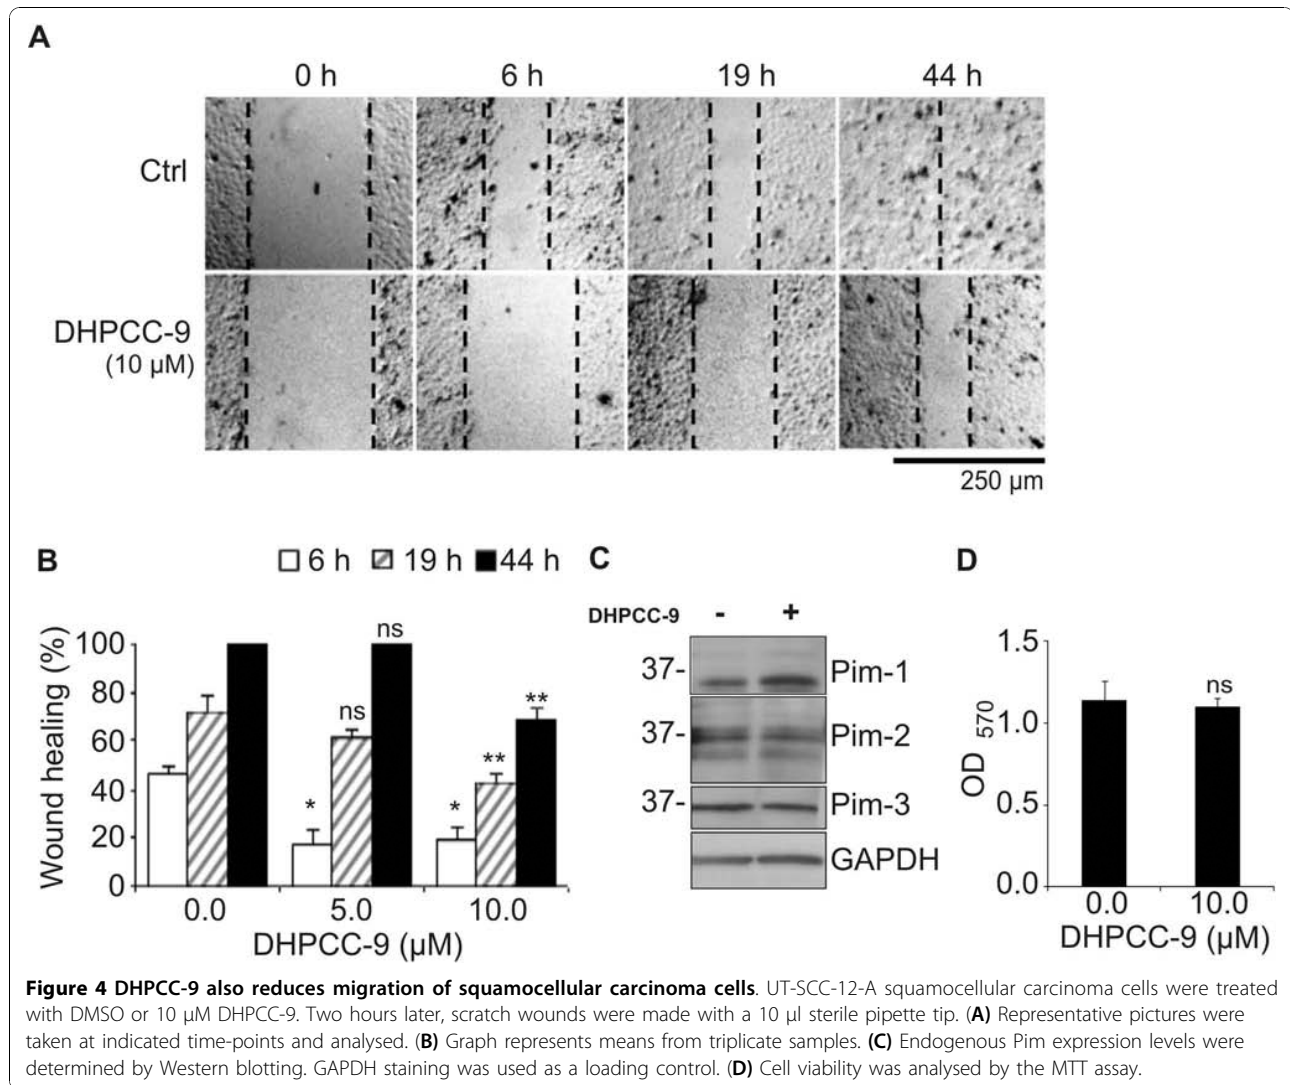 A
0 h 6 h 19 h 44 h
Ctrl
DHPCC-9
(10 µM)
250 µm
B
6 h 19 h 44 h
Wound healing (%)
100
80
60
40
20
0
* ns ns * ** **
0.0 5.0 10.0
DHPCC-9 (µM)
C
DHPCC-9 - +
37- Pim-1
37- Pim-2
37- Pim-3
GAPDH
D
OD 570
1.5
1.0
0.5
0.0
ns
0.0 10.0
DHPCC-9 (µM)
Figure 4 DHPCC-9 also reduces migration of squamocellular carcinoma cells. UT-SCC-12-A squamocellular carcinoma cells were treated
with DMSO or 10 µM DHPCC-9. Two hours later, scratch wounds were made with a 10 µl sterile pipette tip. (A) Representative pictures were
taken at indicated time-points and analysed. (B) Graph represents means from triplicate samples. (C) Endogenous Pim expression levels were
determined by Western blotting. GAPDH staining was used as a loading control. (D) Cell viability was analysed by the MTT assay.